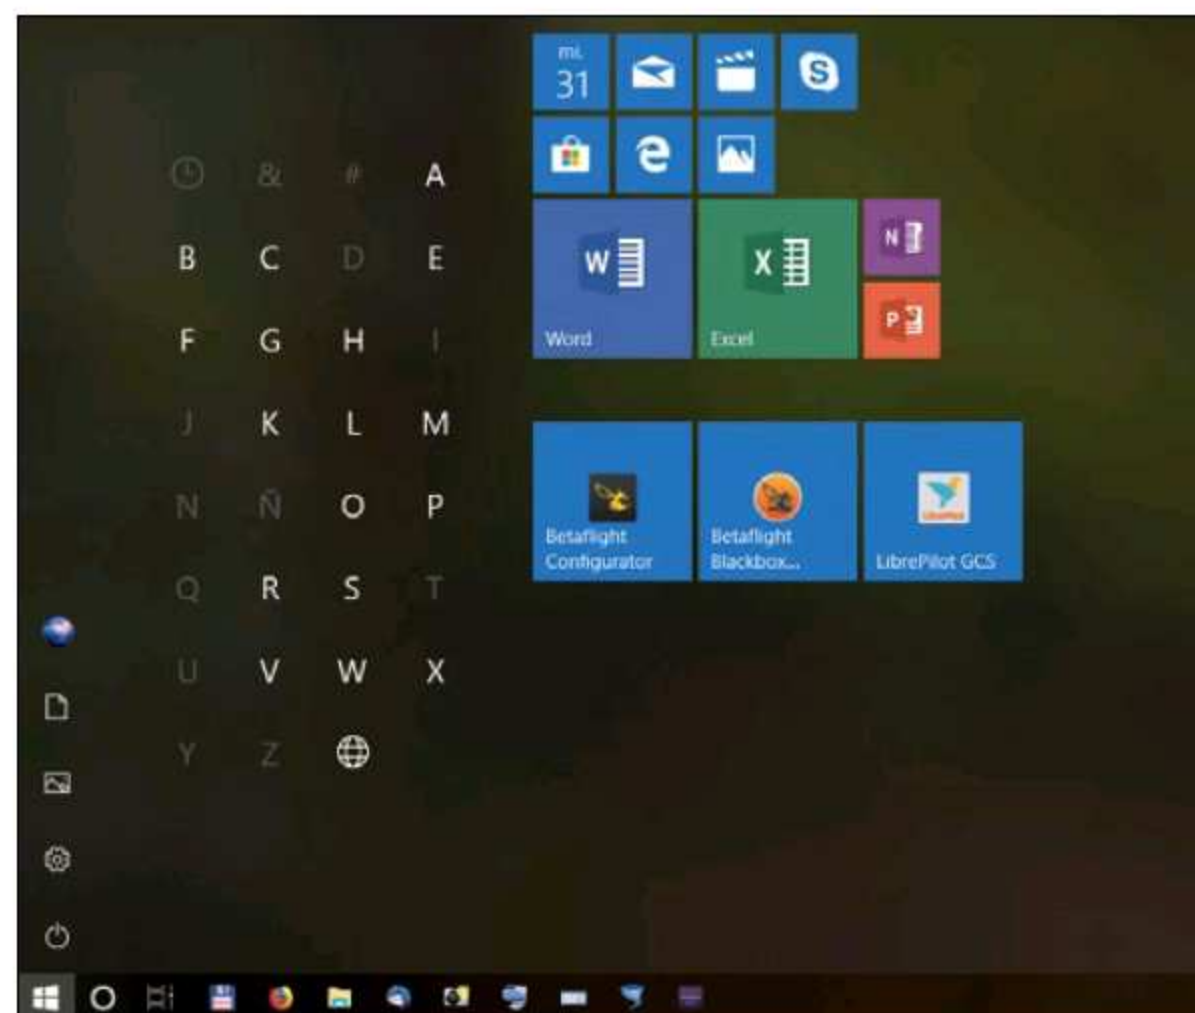 mi.
31
& # A
B C D E
F G H I
J K L M
N Ñ O P
Q R S T
U V W X
Y Z
S
W
Word
X
Excel
N
P
Betaflight
Configurator
Betaflight
Blackbox...
LibrePilot GCS